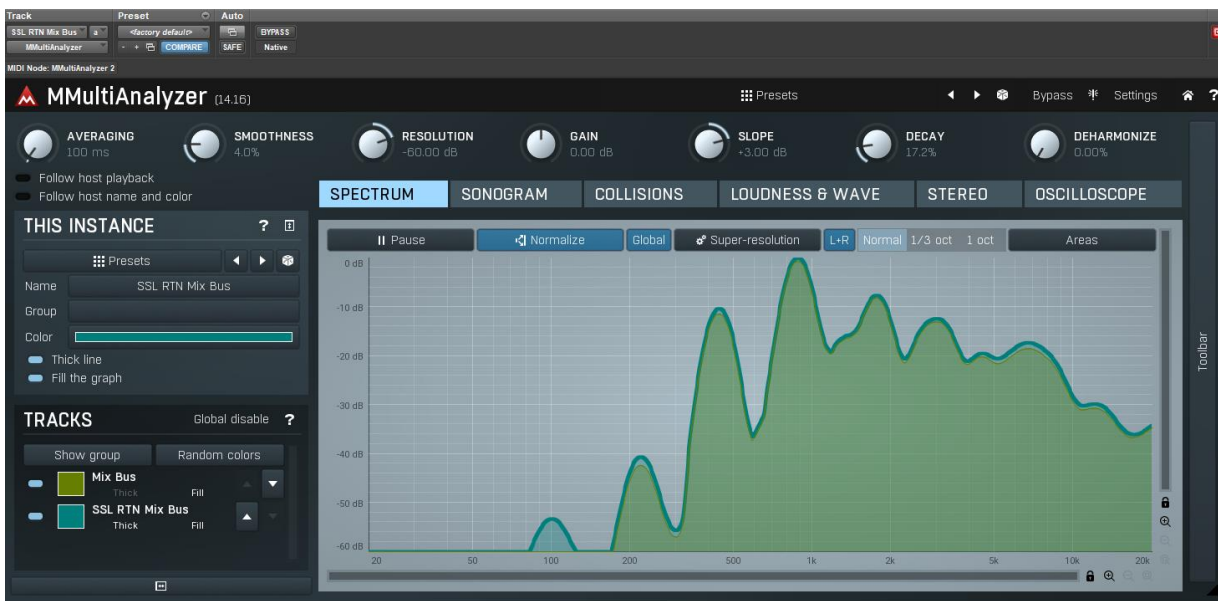 Track Preset Auto
SSL RTN Mix Bus a <factory default> BYPASS
MMultiAnalyzer - + COMPARE SAFE Native
MIDI Node: MMultiAnalyzer 2
MMultiAnalyzer (14.16) Presets Bypass Settings ?
AVERAGING SMOOTHNESS RESOLUTION GAIN SLOPE DECAY DEHARMONIZE
100 ms 4.0% -60.00 dB 0.00 dB +3.00 dB 17.2% 0.00%
Follow host playback
Follow host name and color
SPECTRUM SONOGRAM COLLISIONS LOUDNESS & WAVE STEREO OSCILLOSCOPE
THIS INSTANCE ?
Pause Normalize Global Super-resolution L+R Normal 1/3 oct 1 oct Areas
Presets
Name SSL RTN Mix Bus
Group
Color
Thick line
Fill the graph
TRACKS Global disable ?
Show group Random colors
Mix Bus
Thick Fill
SSL RTN Mix Bus
Thick Fill
0 dB
-10 dB
-20 dB
-30 dB
-40 dB
-50 dB
-60 dB
20 50 100 200 500 1k 2k 5k 10k 20k
Toolbar